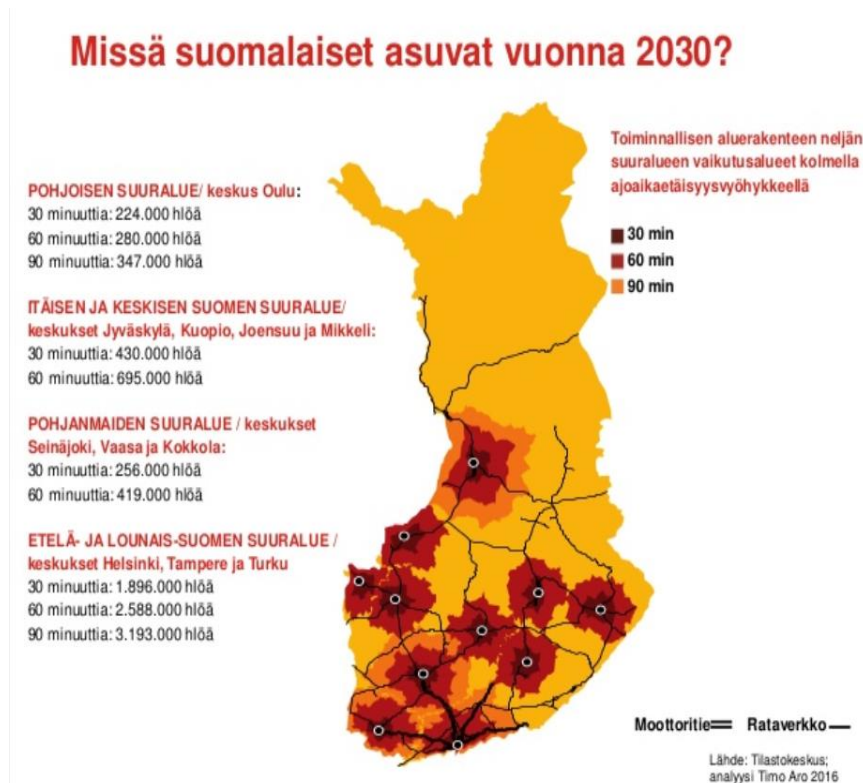 Missä suomalaiset asuvat vuonna 2030?
POHJOISEN SUURALUE/ keskus Oulu:
30 minuuttia: 224.000 hlöä
60 minuuttia: 280.000 hlöä
90 minuuttia: 347.000 hlöä
ITÄISEN JA KESKISEN SUOMEN SUURALUE/
keskukset Jyväskylä, Kuopio, Joensuu ja Mikkeli:
30 minuuttia: 430.000 hlöä
60 minuuttia: 695.000 hlöä
POHJANMAIDEN SUURALUE / keskukset
Seinäjoki, Vaasa ja Kokkola:
30 minuuttia: 256.000 hlöä
60 minuuttia: 419.000 hlöä
ETELÄ- JA LOUNAIS-SUOMEN SUURALUE /
keskukset Helsinki, Tampere ja Turku
30 minuuttia: 1.896.000 hlöä
60 minuuttia: 2.588.000 hlöä
90 minuuttia: 3.193.000 hlöä
Toiminnallisen aluerakenteen neljän
suuralueen vaikutusalueet kolmella
ajoaikaetäisyysvyöhykkeellä
30 min
60 min
90 min
Moottoritie Rataverkko
Lähde: Tilastokeskus;
analyysi Timo Aro 2016